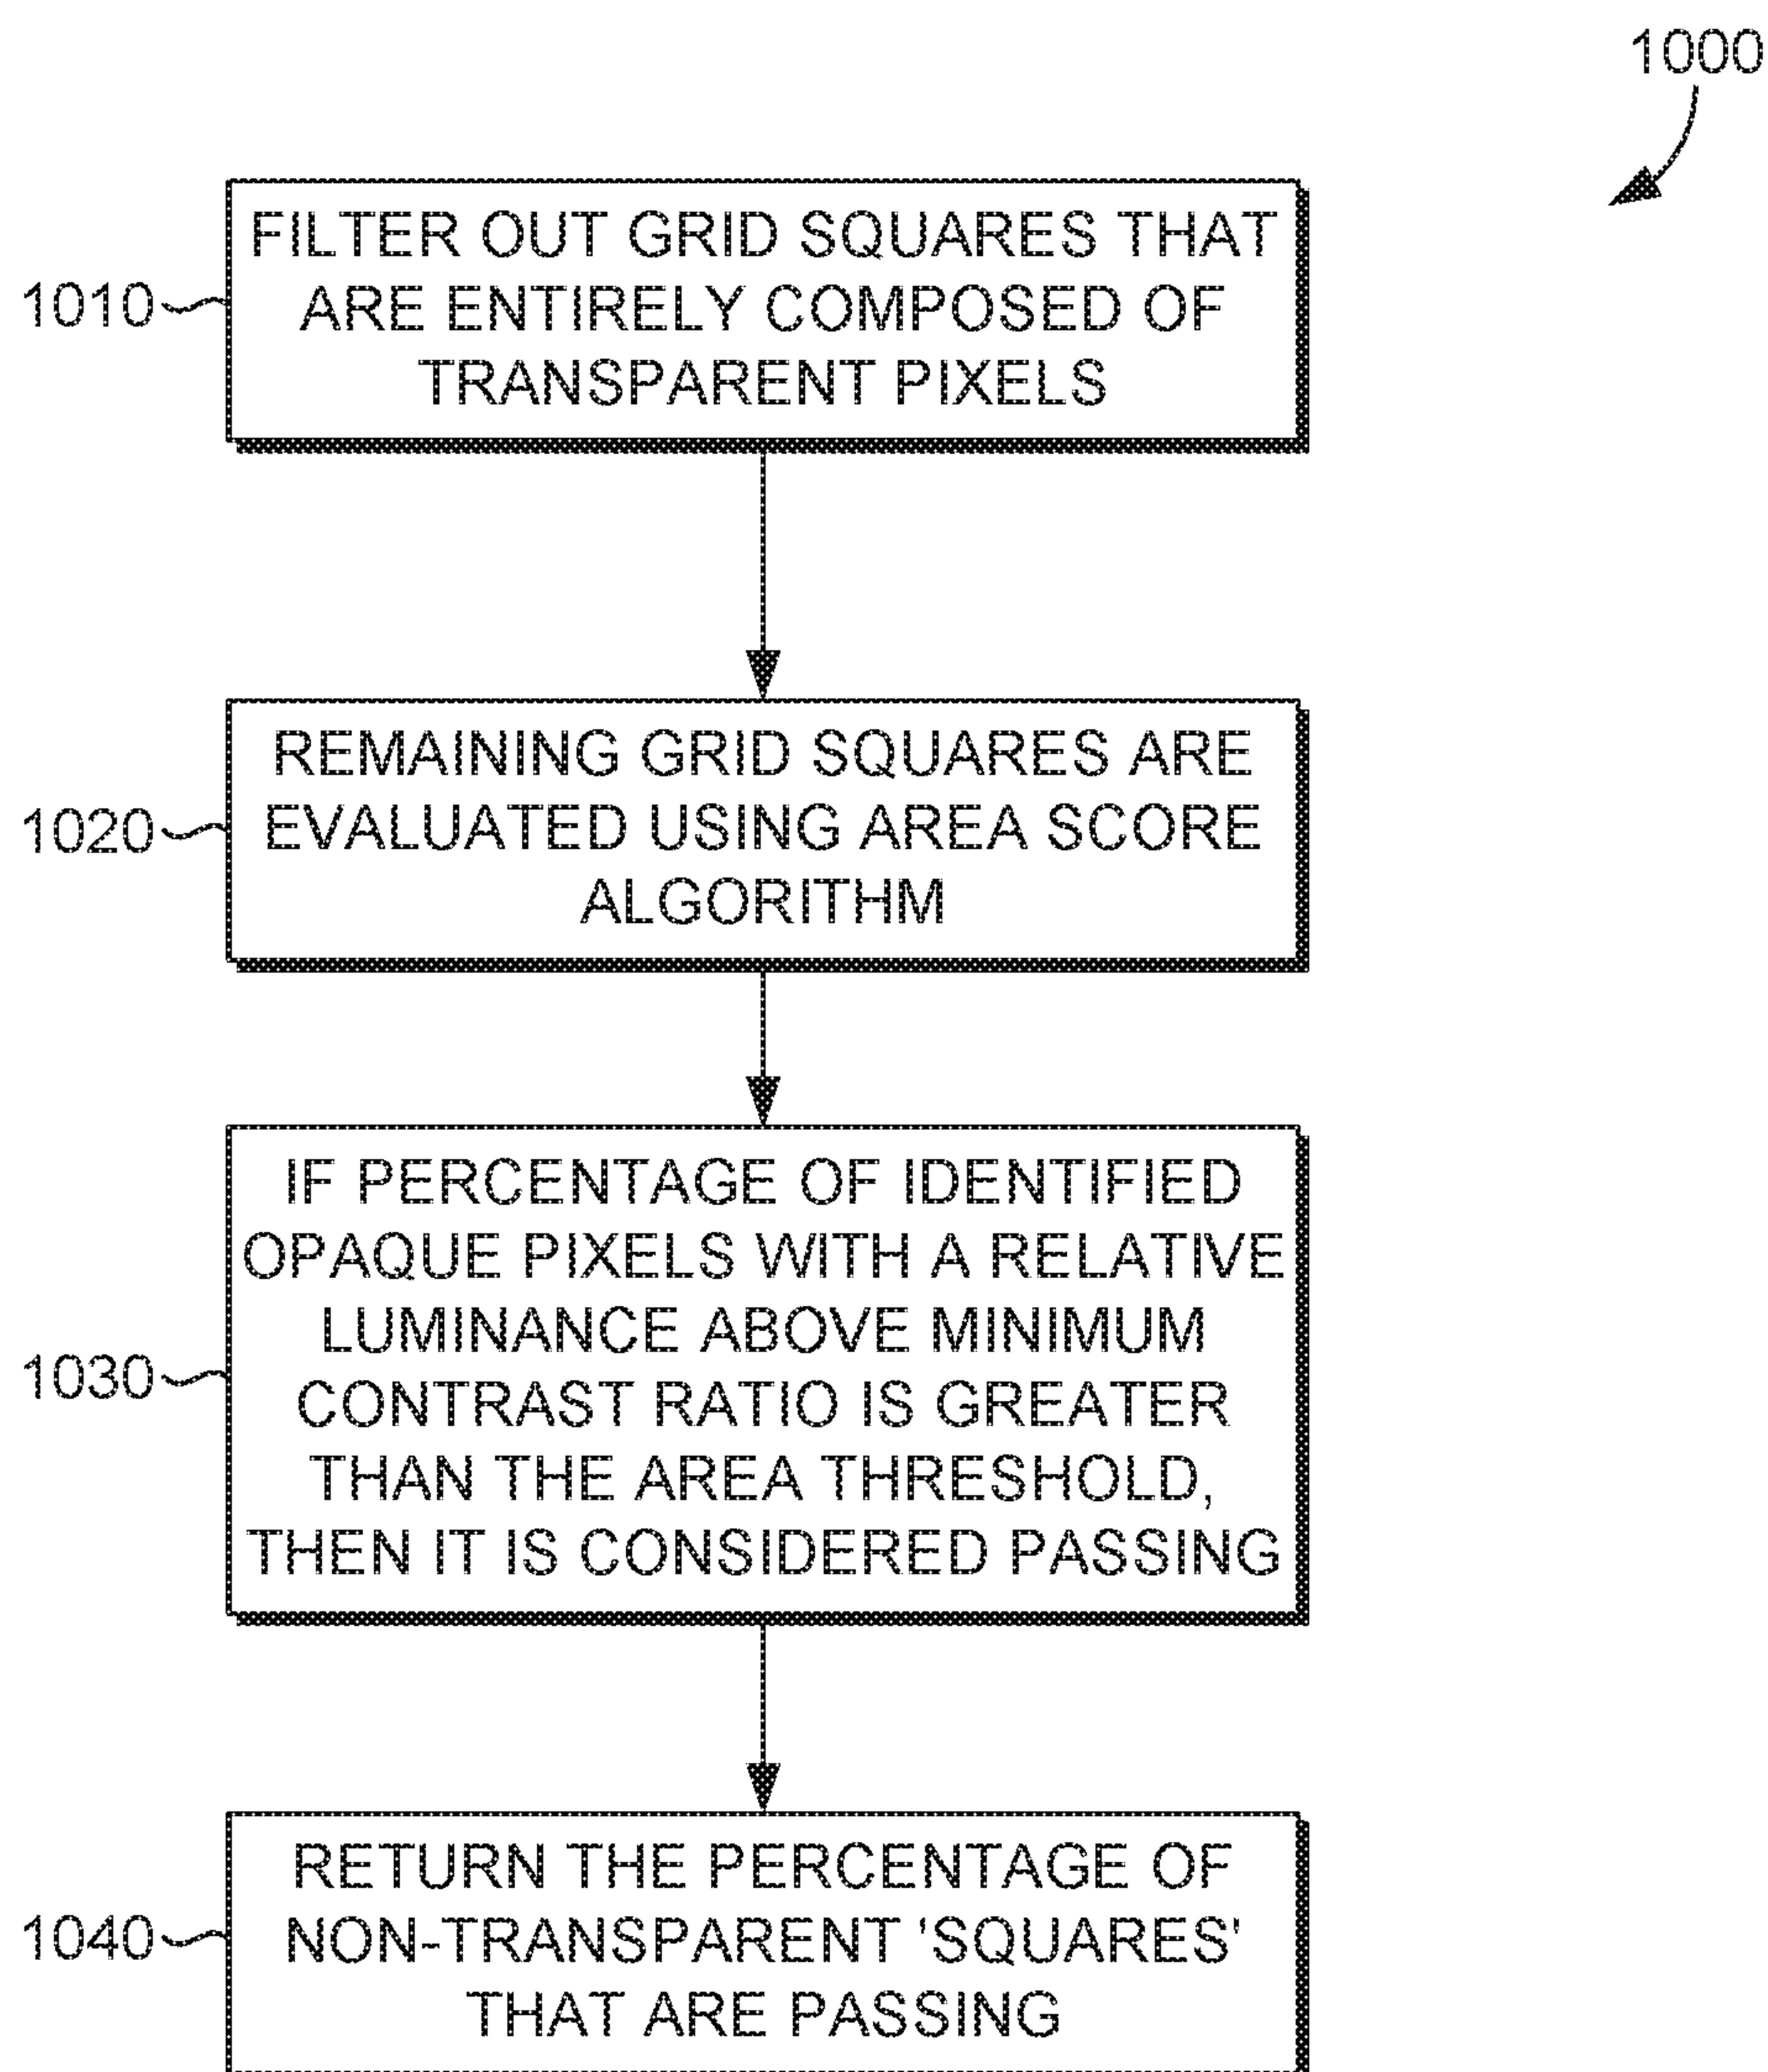 1000
FILTER OUT GRID SQUARES THAT
ARE ENTIRELY COMPOSED OF
TRANSPARENT PIXELS
1010
REMAINING GRID SQUARES ARE
EVALUATED USING AREA SCORE
ALGORITHM
1020
IF PERCENTAGE OF IDENTIFIED
OPAQUE PIXELS WITH A RELATIVE
LUMINANCE ABOVE MINIMUM
CONTRAST RATIO IS GREATER
THAN THE AREA THRESHOLD,
THEN IT IS CONSIDERED PASSING
1030
RETURN THE PERCENTAGE OF
NON-TRANSPARENT 'SQUARES'
THAT ARE PASSING
1040